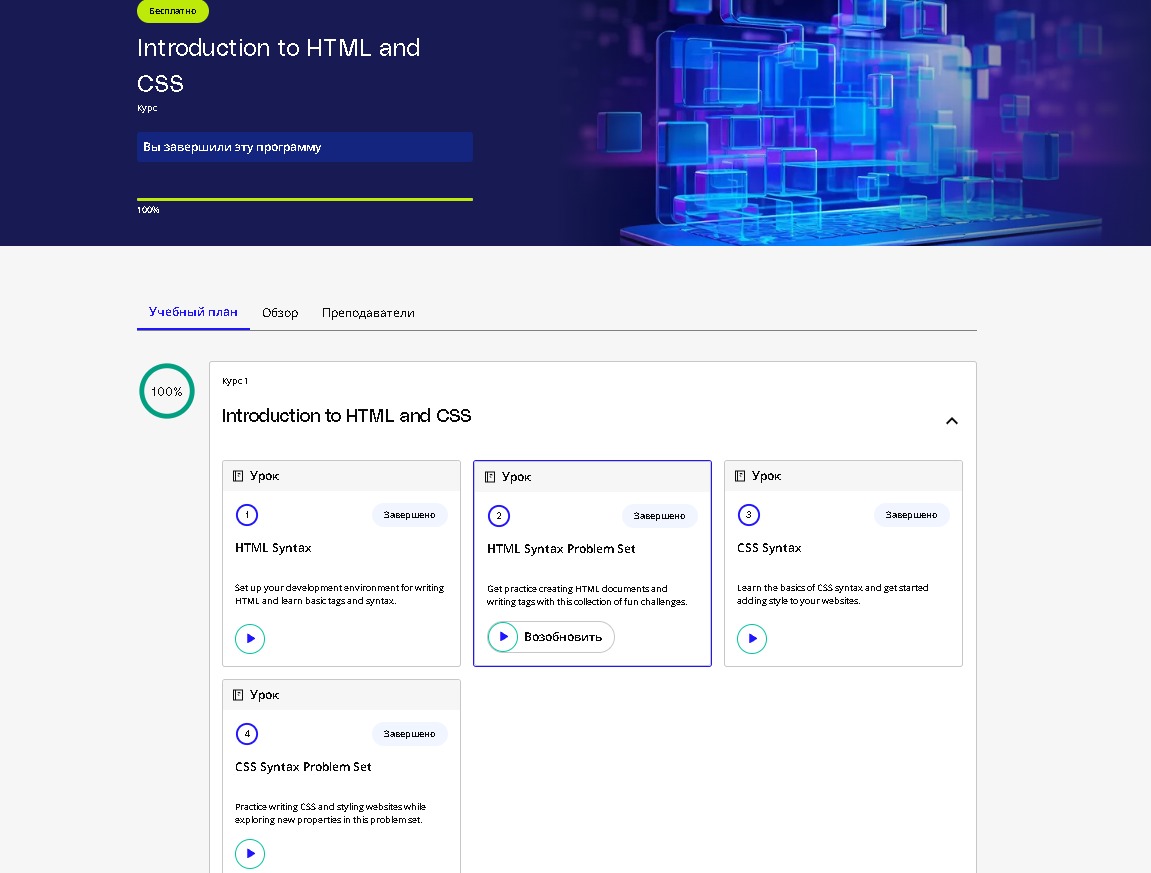 Бесплатно
Introduction to HTML and
CSS
Курс
Вы завершили эту программу
100%
Учебный план
Обзор
Преподаватели
100%
Курс 1
Introduction to HTML and CSS
Урок
1
Завершено
HTML Syntax
Set up your development environment for writing
HTML and learn basic tags and syntax.
Урок
2
Завершено
HTML Syntax Problem Set
Get practice creating HTML documents and
writing tags with this collection of fun challenges.
Возобновить
Урок
3
Завершено
CSS Syntax
Learn the basics of CSS syntax and get started
adding style to your websites.
Урок
4
Завершено
CSS Syntax Problem Set
Practice writing CSS and styling websites while
exploring new properties in this problem set.